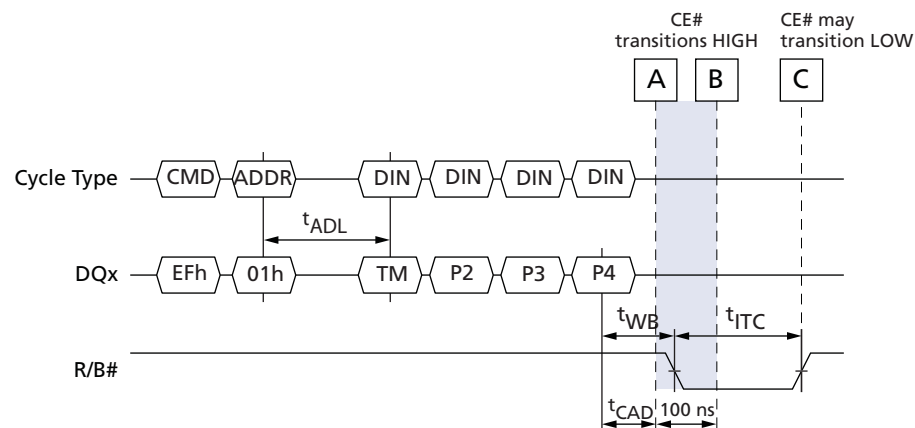 CE#
transitions HIGH
CE# may
transition LOW
A B C
Cycle Type CMD ADDR DIN DIN DIN DIN
tADL
DQx EFh 01h TM P2 P3 P4
tWB tITC
R/B#
tCAD 100 ns